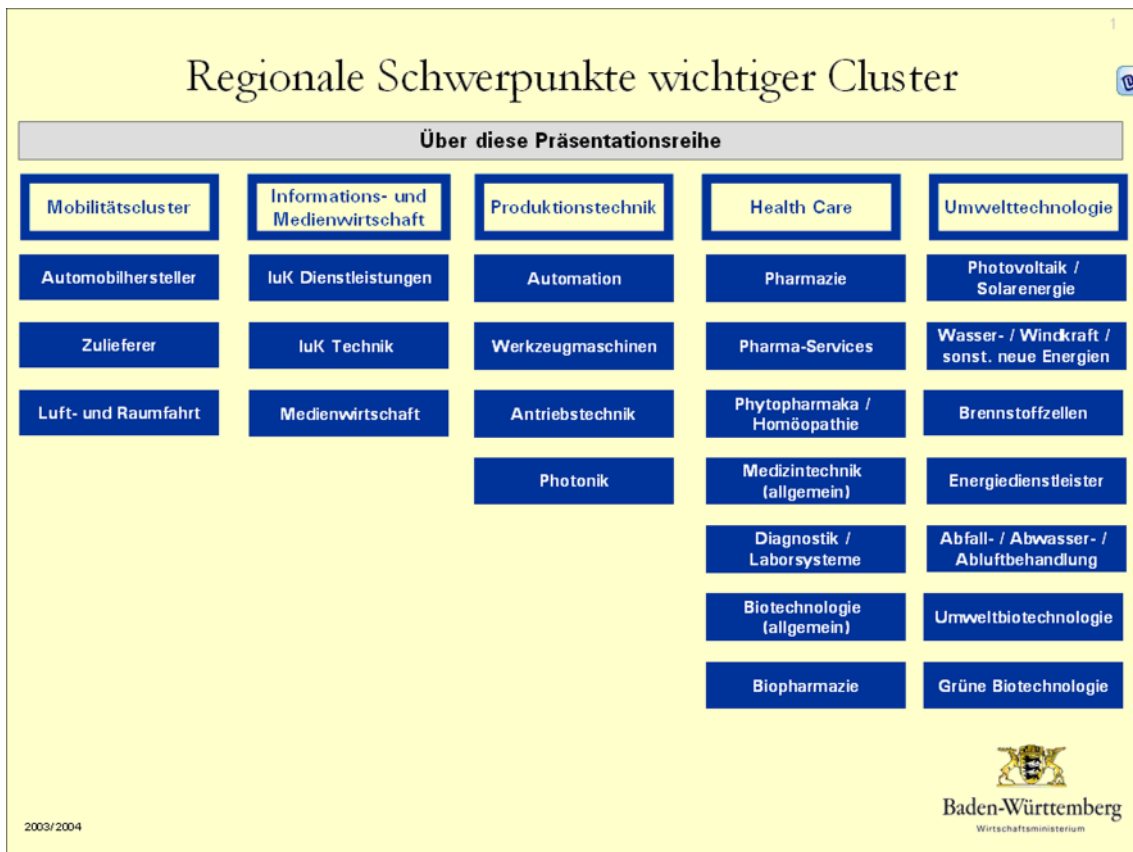 1
Regionale Schwerpunkte wichtiger Cluster
Über diese Präsentationsreihe
Mobilitätscluster
Automobilhersteller
Zulieferer
Luft- und Raumfahrt
Informations- und
Medienwirtschaft
IuK Dienstleistungen
IuK Technik
Medienwirtschaft
Produktionstechnik
Automation
Werkzeugmaschinen
Antriebstechnik
Photonik
Health Care
Pharmazie
Pharma-Services
Phytopharmaka /
Homöopathie
Medizintechnik
(allgemein)
Diagnostik /
Laborsysteme
Biotechnologie
(allgemein)
Biopharmazie
Umwelttechnologie
Photovoltaik /
Solarenergie
Wasser- / Windkraft /
sonst. neue Energien
Brennstoffzellen
Energiedienstleister
Abfall- / Abwasser- /
Abluftbehandlung
Umweltbiotechnologie
Grüne Biotechnologie
Baden-Württemberg
Wirtschaftsministerium
2003/2004